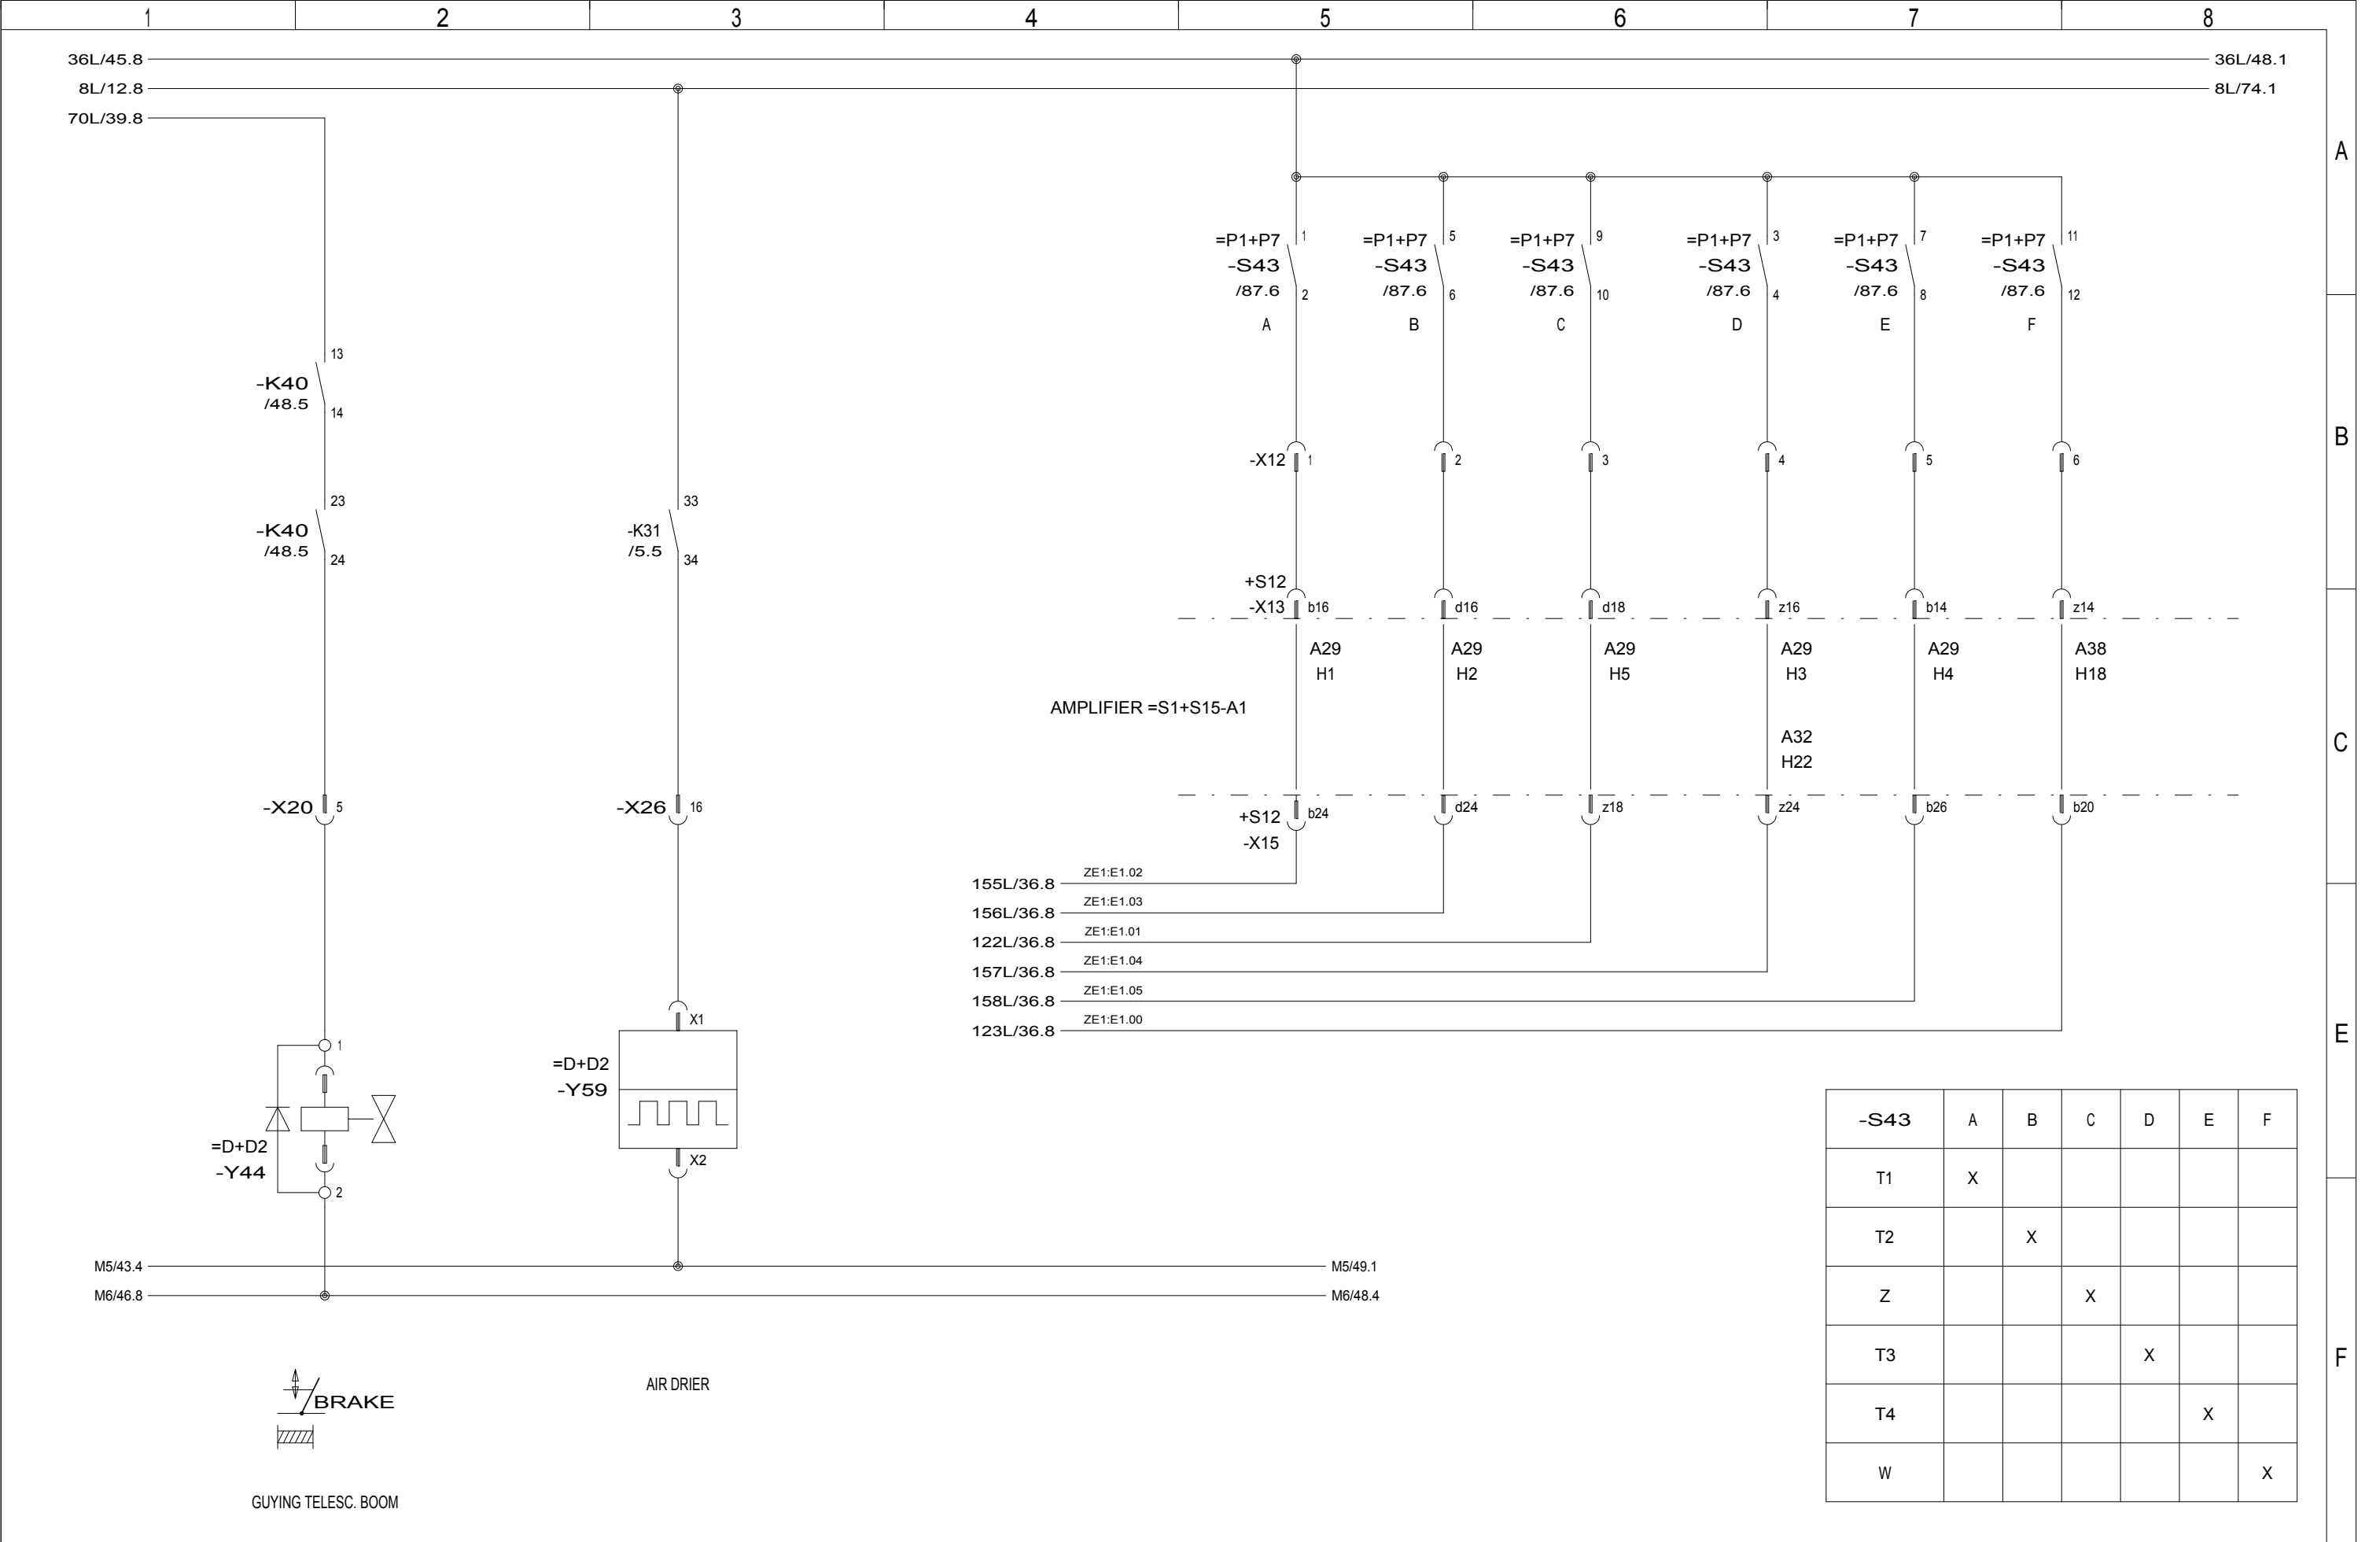 1 2 3 4 5 6 7 8
36L/45.8 36L/48.1
8L/12.8 8L/74.1
70L/39.8
A
=P1+P7 1 =P1+P7 5 =P1+P7 9 =P1+P7 3 =P1+P7 7 =P1+P7 11
-S43 -S43 -S43 -S43 -S43 -S43
/87.6 2 /87.6 6 /87.6 10 /87.6 4 /87.6 8 /87.6 12
A B C D E F
13
-K40
/48.5
14
B
-X12 1 2 3 4 5 6
23 33
-K40 -K31
/48.5 /5.5
24 34
+S12
-X13 b16 d16 d18 z16 b14 z14
A29 A29 A29 A29 A29 A38
H1 H2 H5 H3 H4 H18
AMPLIFIER =S1+S15-A1
A32
C
H22
-X20 5 -X26 16
+S12 b24 d24 z18 z24 b26 b20
-X15
155L/36.8 ZE1:E1.02
156L/36.8 ZE1:E1.03
122L/36.8 ZE1:E1.01
157L/36.8 ZE1:E1.04
158L/36.8 ZE1:E1.05
123L/36.8 ZE1:E1.00
X1
E
1
=D+D2
-Y59
=D+D2
-Y44
X2
2
-S43 A B C D E F
T1 X
T2 X
Z X
T3 X
T4 X
W X
M5/43.4 M5/49.1
M6/46.8 M6/48.4
F
BRAKE
AIR DRIER
GUYING TELESC. BOOM